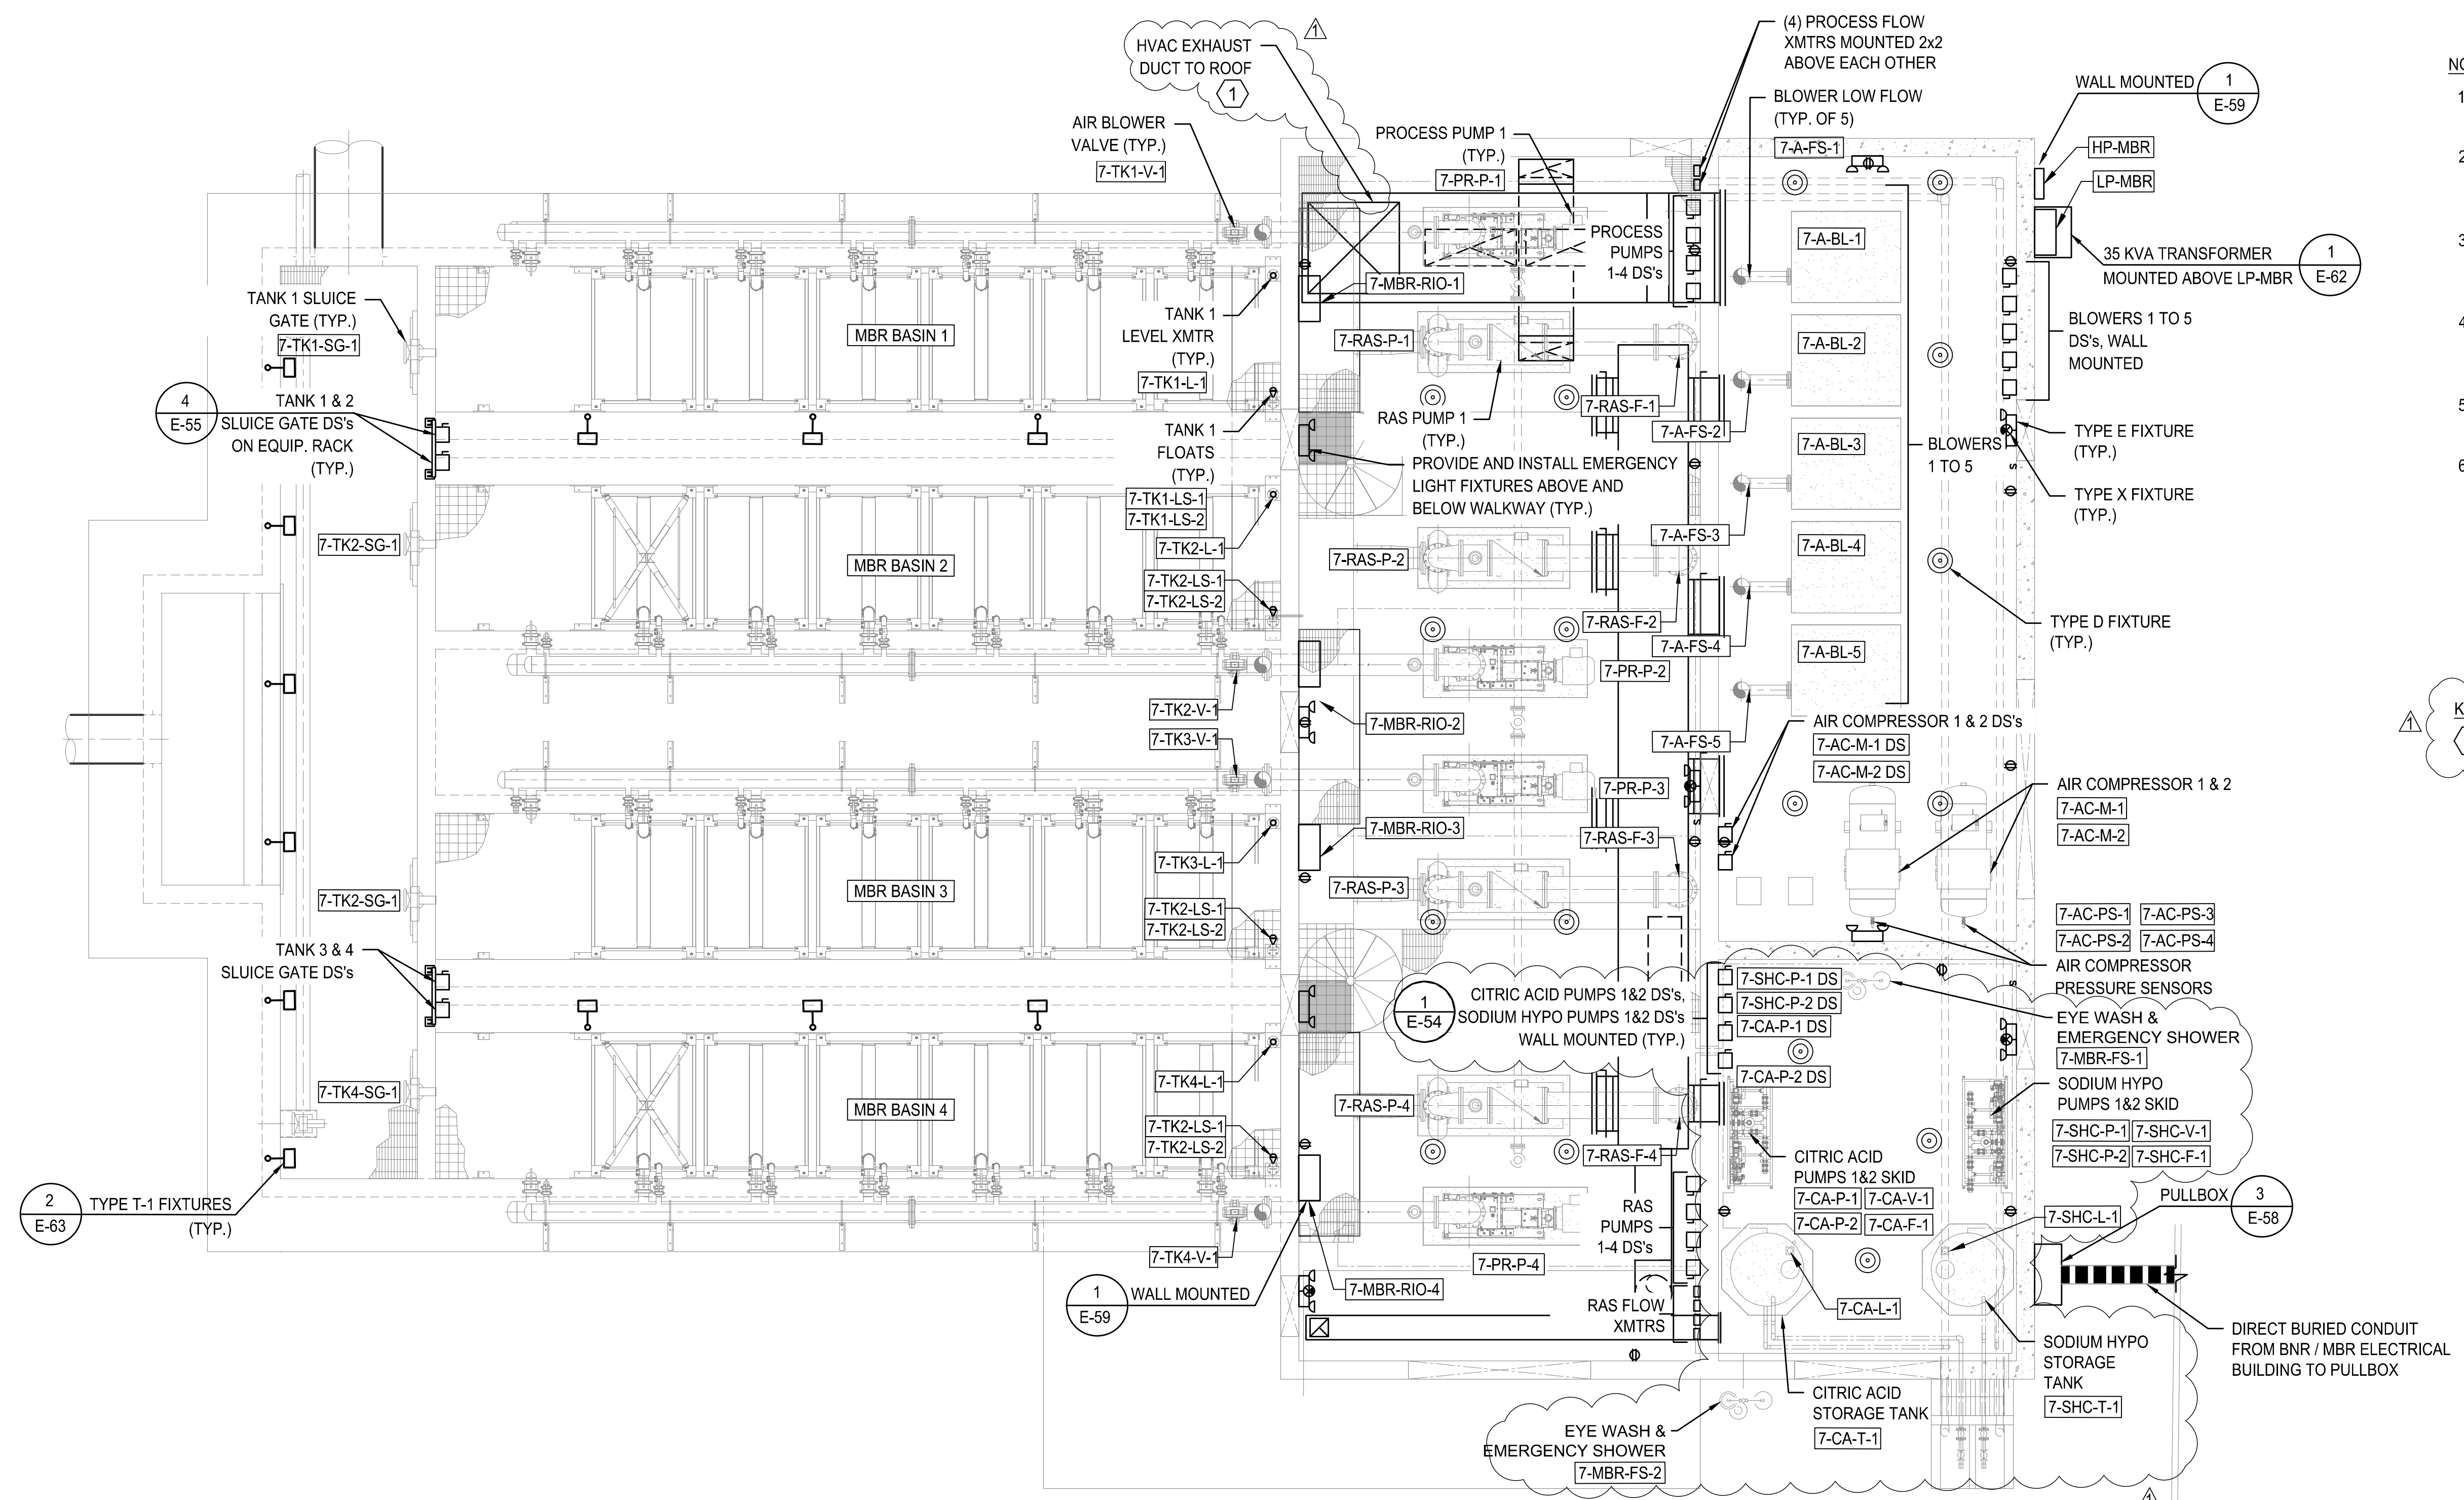 HVAC EXHAUST
DUCT TO ROOF
1
1
(4) PROCESS FLOW
XMTRS MOUNTED 2x2
ABOVE EACH OTHER
WALL MOUNTED
1
E-59
AIR BLOWER
VALVE (TYP.)
7-TK1-V-1
PROCESS PUMP 1
(TYP.)
7-PR-P-1
BLOWER LOW FLOW
(TYP. OF 5)
7-A-FS-1
HP-MBR
LP-MBR
35 KVA TRANSFORMER
MOUNTED ABOVE LP-MBR
1
E-62
PROCESS
PUMPS
1-4 DS's
7-A-BL-1
7-A-BL-2
7-A-BL-3
7-A-BL-4
7-A-BL-5
BLOWERS
1 TO 5
BLOWERS 1 TO 5
DS's, WALL
MOUNTED
TYPE E FIXTURE
(TYP.)
TYPE X FIXTURE
(TYP.)
TYPE D FIXTURE
(TYP.)
S
TANK 1 SLUICE
GATE (TYP.)
7-TK1-SG-1
4
E-55
TANK 1 & 2
SLUICE GATE DS's
ON EQUIP. RACK
(TYP.)
MBR BASIN 1
TANK 1
LEVEL XMTR
(TYP.)
7-TK1-L-1
TANK 1
FLOATS
(TYP.)
7-TK1-LS-1
7-TK1-LS-2
7-MBR-RIO-1
7-RAS-P-1
RAS PUMP 1
(TYP.)
7-RAS-F-1
7-A-FS-2
PROVIDE AND INSTALL EMERGENCY
LIGHT FIXTURES ABOVE AND
BELOW WALKWAY (TYP.)
7-TK2-SG-1
MBR BASIN 2
7-TK2-L-1
7-TK2-LS-1
7-TK2-LS-2
7-RAS-P-2
7-A-FS-3
7-RAS-F-2
7-A-FS-4
7-PR-P-2
7-TK2-V-1
7-MBR-RIO-2
7-A-FS-5
7-TK3-V-1
7-PR-P-3
S
AIR COMPRESSOR 1 & 2 DS's
7-AC-M-1 DS
7-AC-M-2 DS
AIR COMPRESSOR 1 & 2
7-AC-M-1
7-AC-M-2
7-MBR-RIO-3
7-RAS-F-3
7-TK3-L-1
7-TK2-SG-1
MBR BASIN 3
7-TK2-LS-1
7-TK2-LS-2
7-RAS-P-3
7-AC-PS-1 7-AC-PS-3
7-AC-PS-2 7-AC-PS-4
AIR COMPRESSOR
PRESSURE SENSORS
S
TANK 3 & 4
SLUICE GATE DS's
1
E-54
CITRIC ACID PUMPS 1&2 DS's,
SODIUM HYPO PUMPS 1&2 DS's
WALL MOUNTED (TYP.)
7-SHC-P-1 DS
7-SHC-P-2 DS
7-CA-P-1 DS
7-CA-P-2 DS
EYE WASH &
EMERGENCY SHOWER
7-MBR-FS-1
SODIUM HYPO
PUMPS 1&2 SKID
7-SHC-P-1 7-SHC-V-1
7-SHC-P-2 7-SHC-F-1
7-TK4-SG-1
MBR BASIN 4
7-TK4-L-1
7-TK2-LS-1
7-TK2-LS-2
7-RAS-P-4
7-RAS-F-4
CITRIC ACID
PUMPS 1&2 SKID
7-CA-P-1 7-CA-V-1
7-CA-P-2 7-CA-F-1
2
E-63
TYPE T-1 FIXTURES
(TYP.)
7-TK4-V-1
1
E-59
WALL MOUNTED
7-MBR-RIO-4
7-PR-P-4
RAS
PUMPS
1-4 DS's
RAS FLOW
XMTRS
7-SHC-L-1
PULLBOX
3
E-58
7-CA-L-1
SODIUM HYPO
STORAGE
TANK
7-SHC-T-1
DIRECT BURIED CONDUIT
FROM BNR / MBR ELECTRICAL
BUILDING TO PULLBOX
CITRIC ACID
STORAGE TANK
7-CA-T-1
EYE WASH &
EMERGENCY SHOWER
7-MBR-FS-2
1
NO
1
2
3
4
5
6
1
K